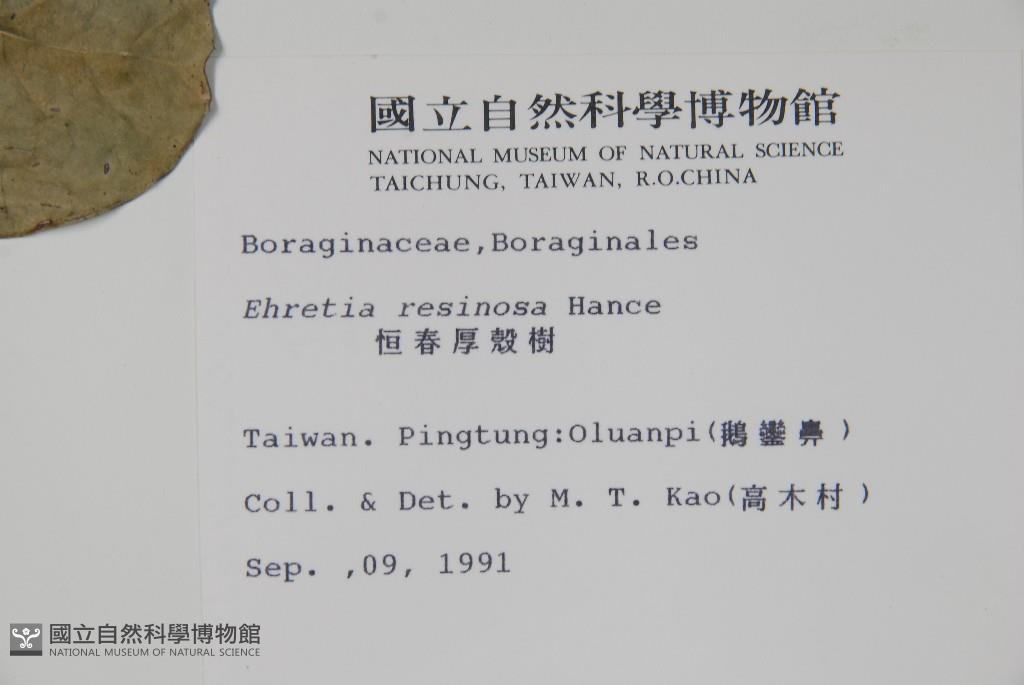 國立自然科學博物館
NATIONAL MUSEUM OF NATURAL SCIENCE
TAICHUNG, TAIWAN, R.O.CHINA
Boraginaceae,Boraginales
Ehretia resinosa Hance
恒春厚殼樹
Taiwan. Pingtung:Oluanpi(鵝鑾鼻)
Coll. & Det. by M. T. Kao(高木村)
Sep. ,09, 1991
國立自然科學博物館
NATIONAL MUSEUM OF NATURAL SCIENCE